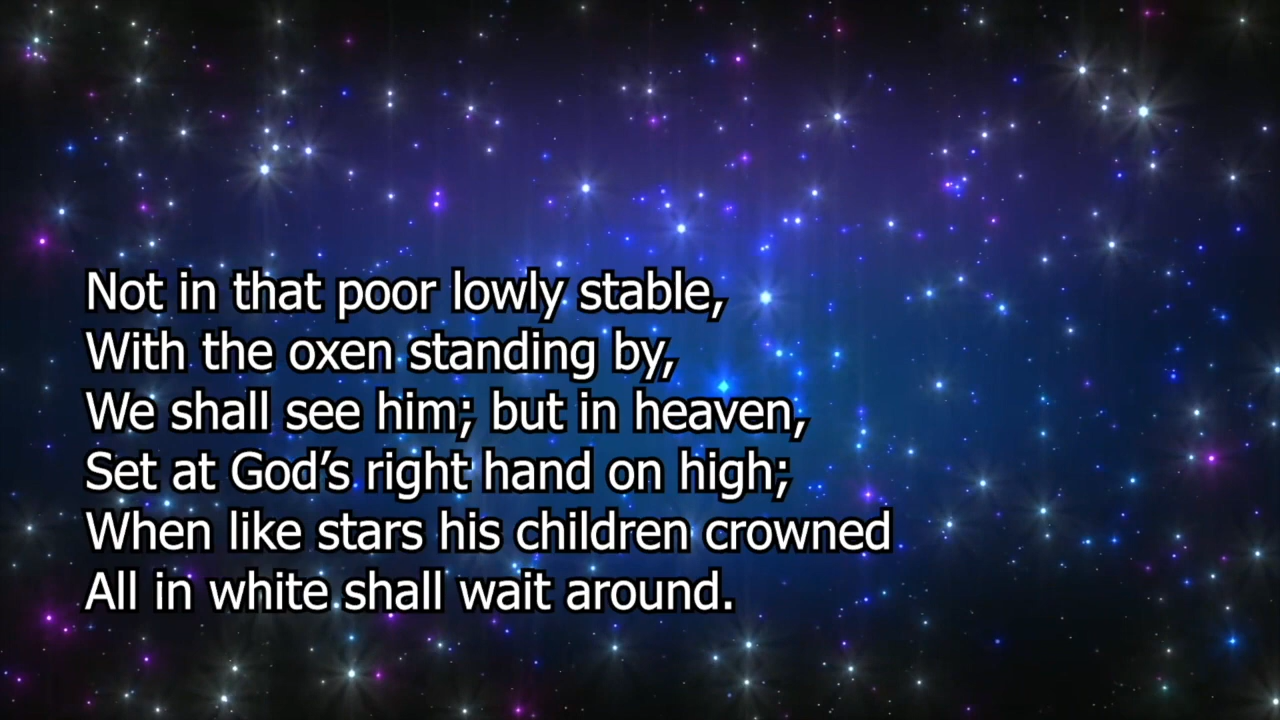 Not in that poor lowly stable,
With the oxen standing by,
We shall see him; but in heaven,
Set at God’s right hand on high;
When like stars his children crowned
All in white shall wait around.